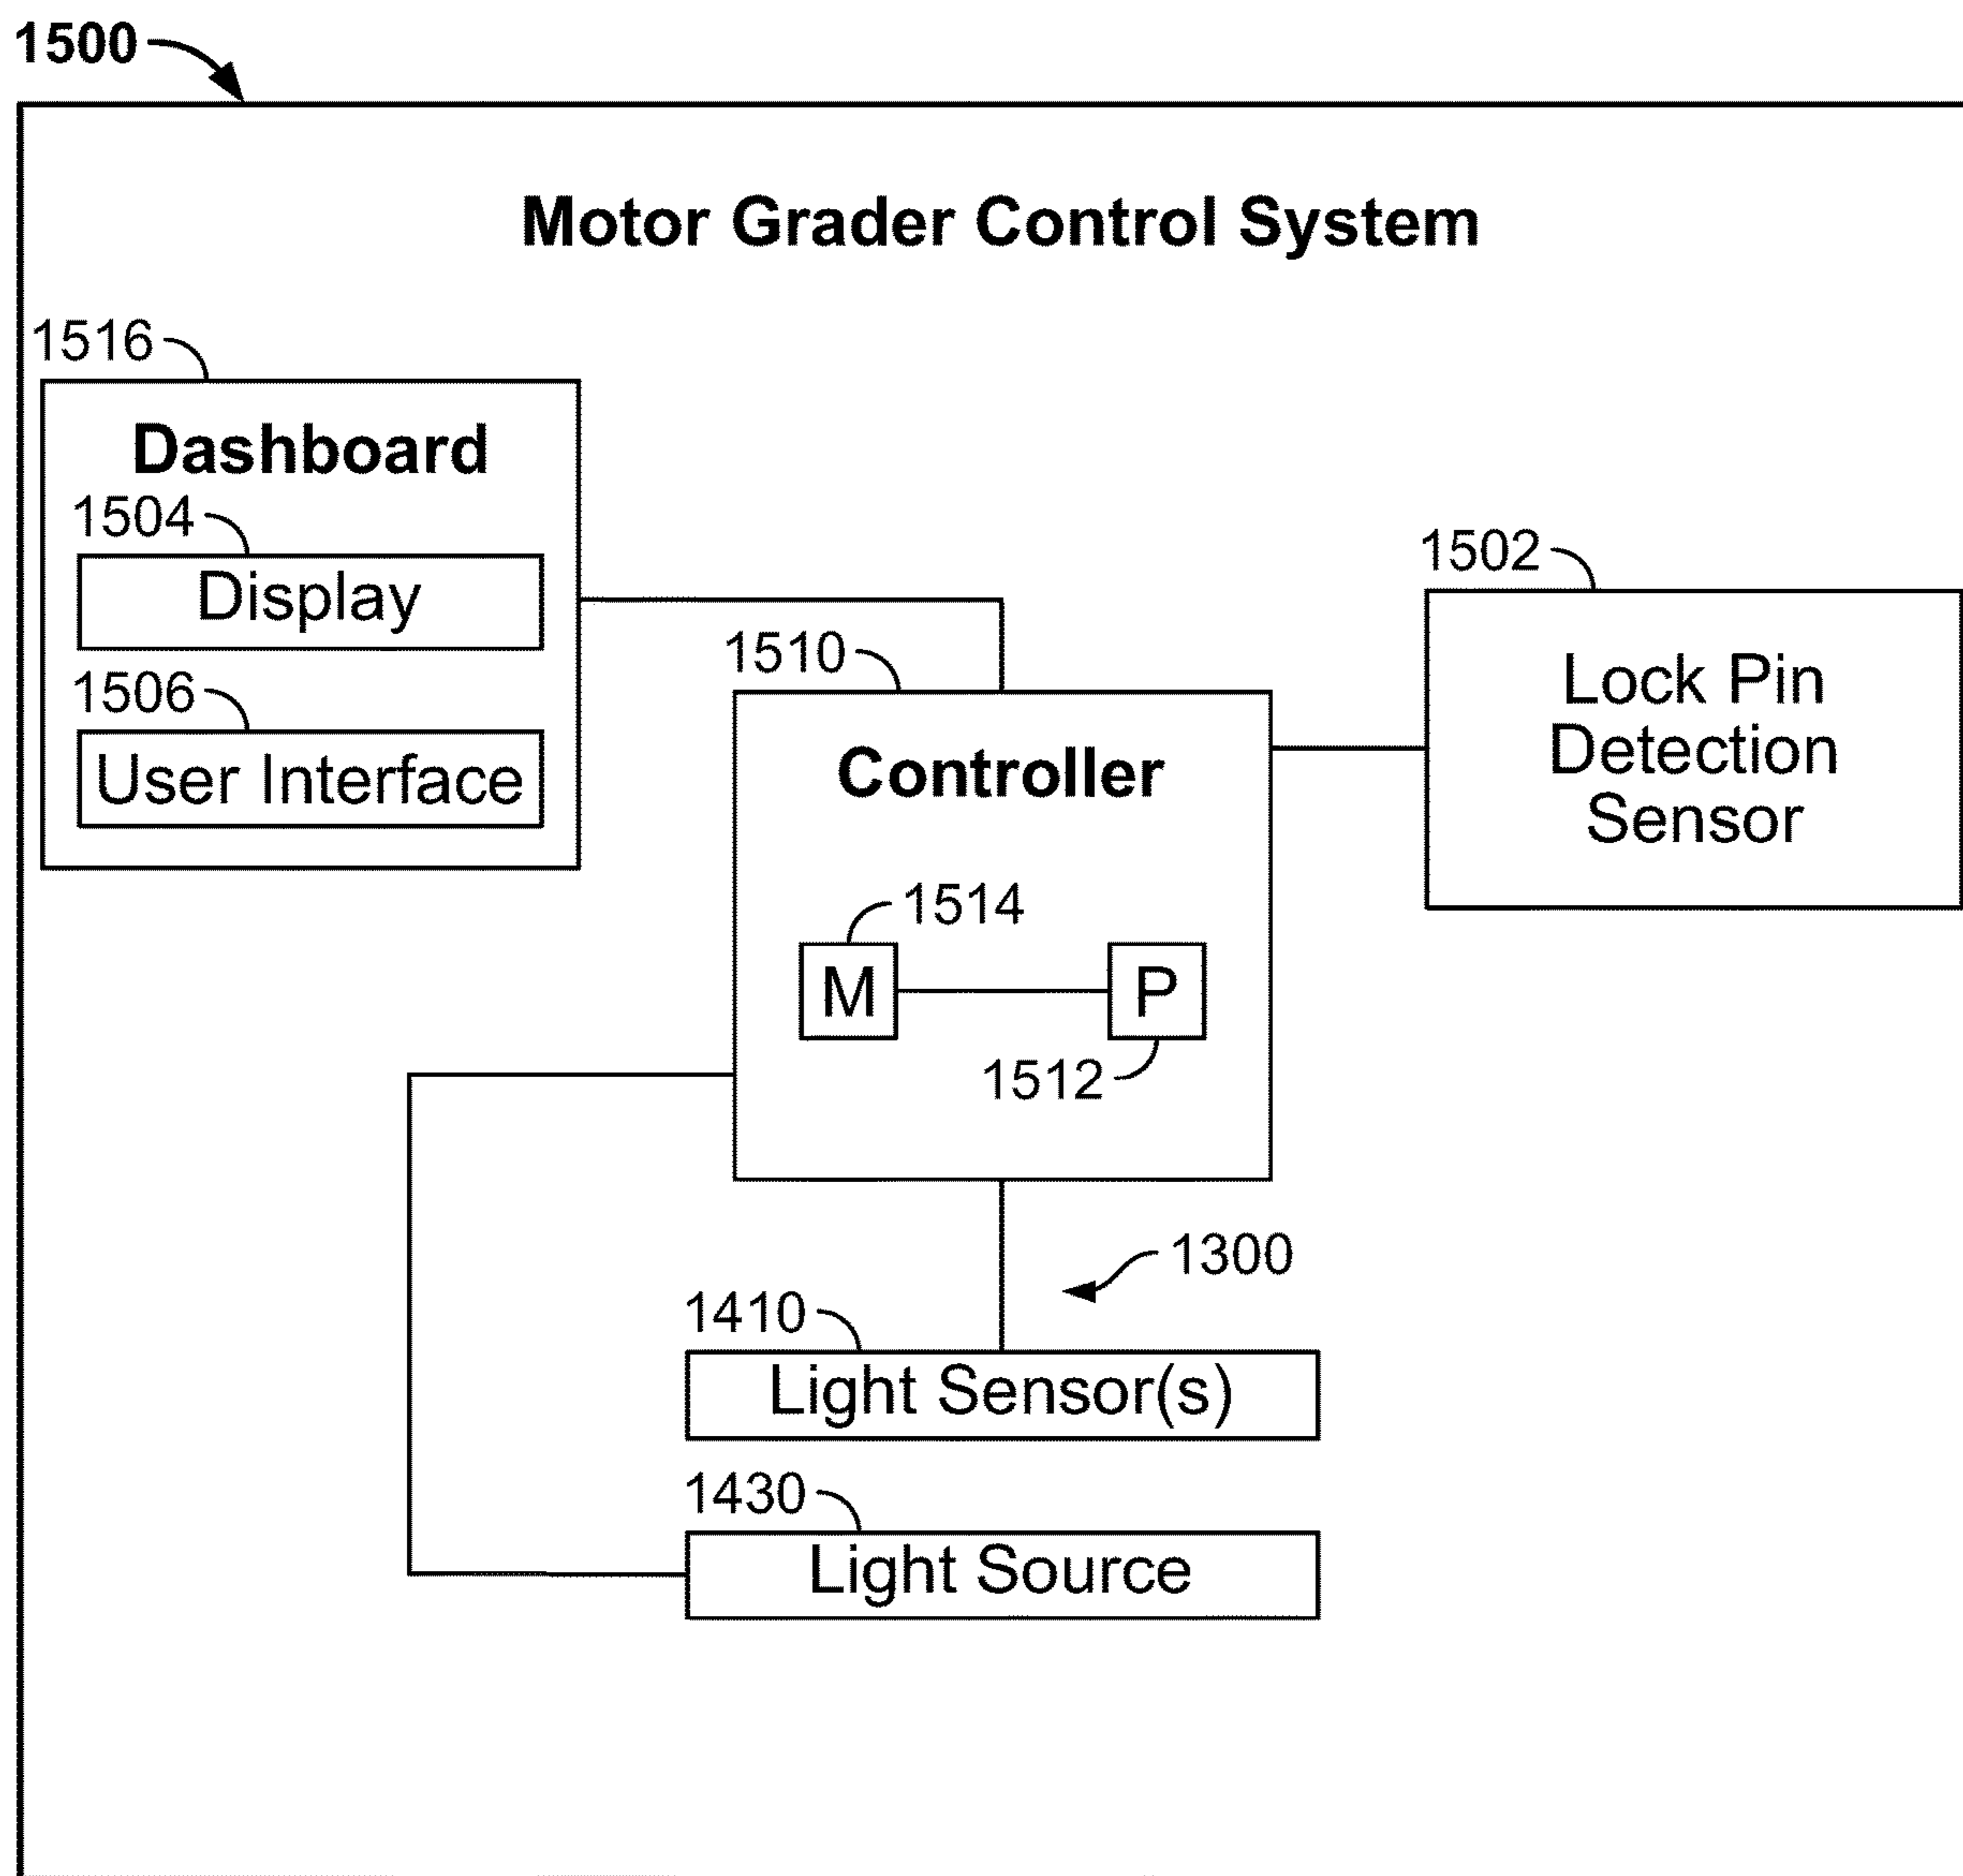 1500
Motor Grader Control System
1516
Dashboard
1504
Display
1506
User Interface
1502
Lock Pin
Detection
Sensor
1510
Controller
1514
M
P
1512
1300
1410
Light Sensor(s)
1430
Light Source